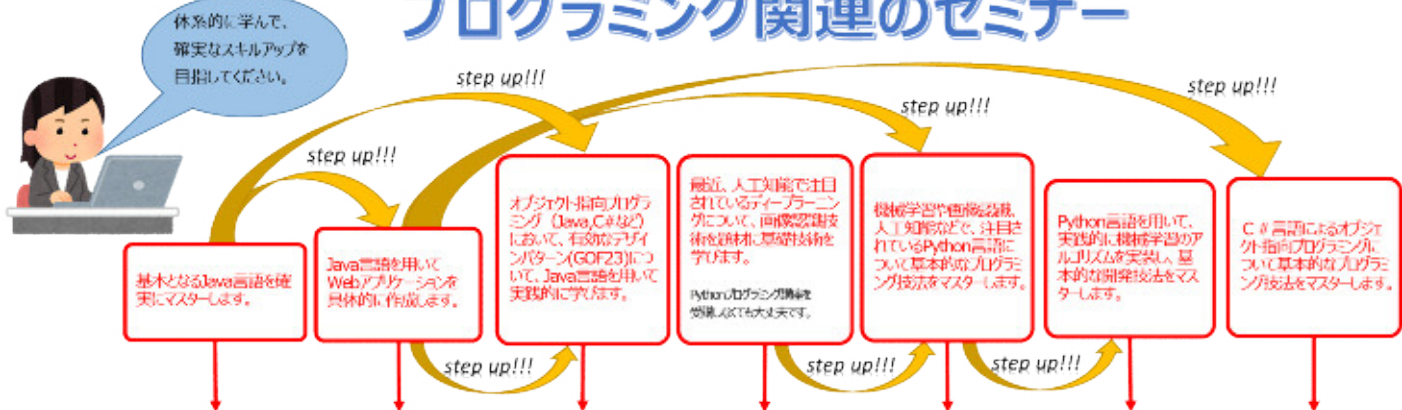 プログラミング関連のセミナー
体系的に学んで、
確実なスキルアップを
目指してください。
step up!!!
step up!!!
step up!!!
step up!!!
基本となるJava言語を確
実にマスターします。
Java言語を用いて
Webアプリケーションを
具体的に作成します。
オブジェクト指向プログラ
ミング（Java,C#など）
において、有効なデザイ
ンパターン(GOF23)につ
いて、Java言語を用いて
実践的に学びます。
最近、人工知能で注目
されているディープラーニン
グについて、画像認識技
術を題材に基礎技術を
学びます。
Pythonプログラミング講座を
受講しなくても大丈夫です。
機械学習や画像認識、
人工知能などで、注目さ
れているPython言語に
ついて基本的なプログラミ
ング技法をマスターします。
Python言語を用いて、
実践的に機械学習のア
ルゴリズムを実装し、基
本的な開発技法をマス
ターします。
C＃言語によるオブジェ
クト指向プログラミングに
ついて基本的なプログラミ
ング技法をマスターします。
step up!!!
step up!!!
step up!!!